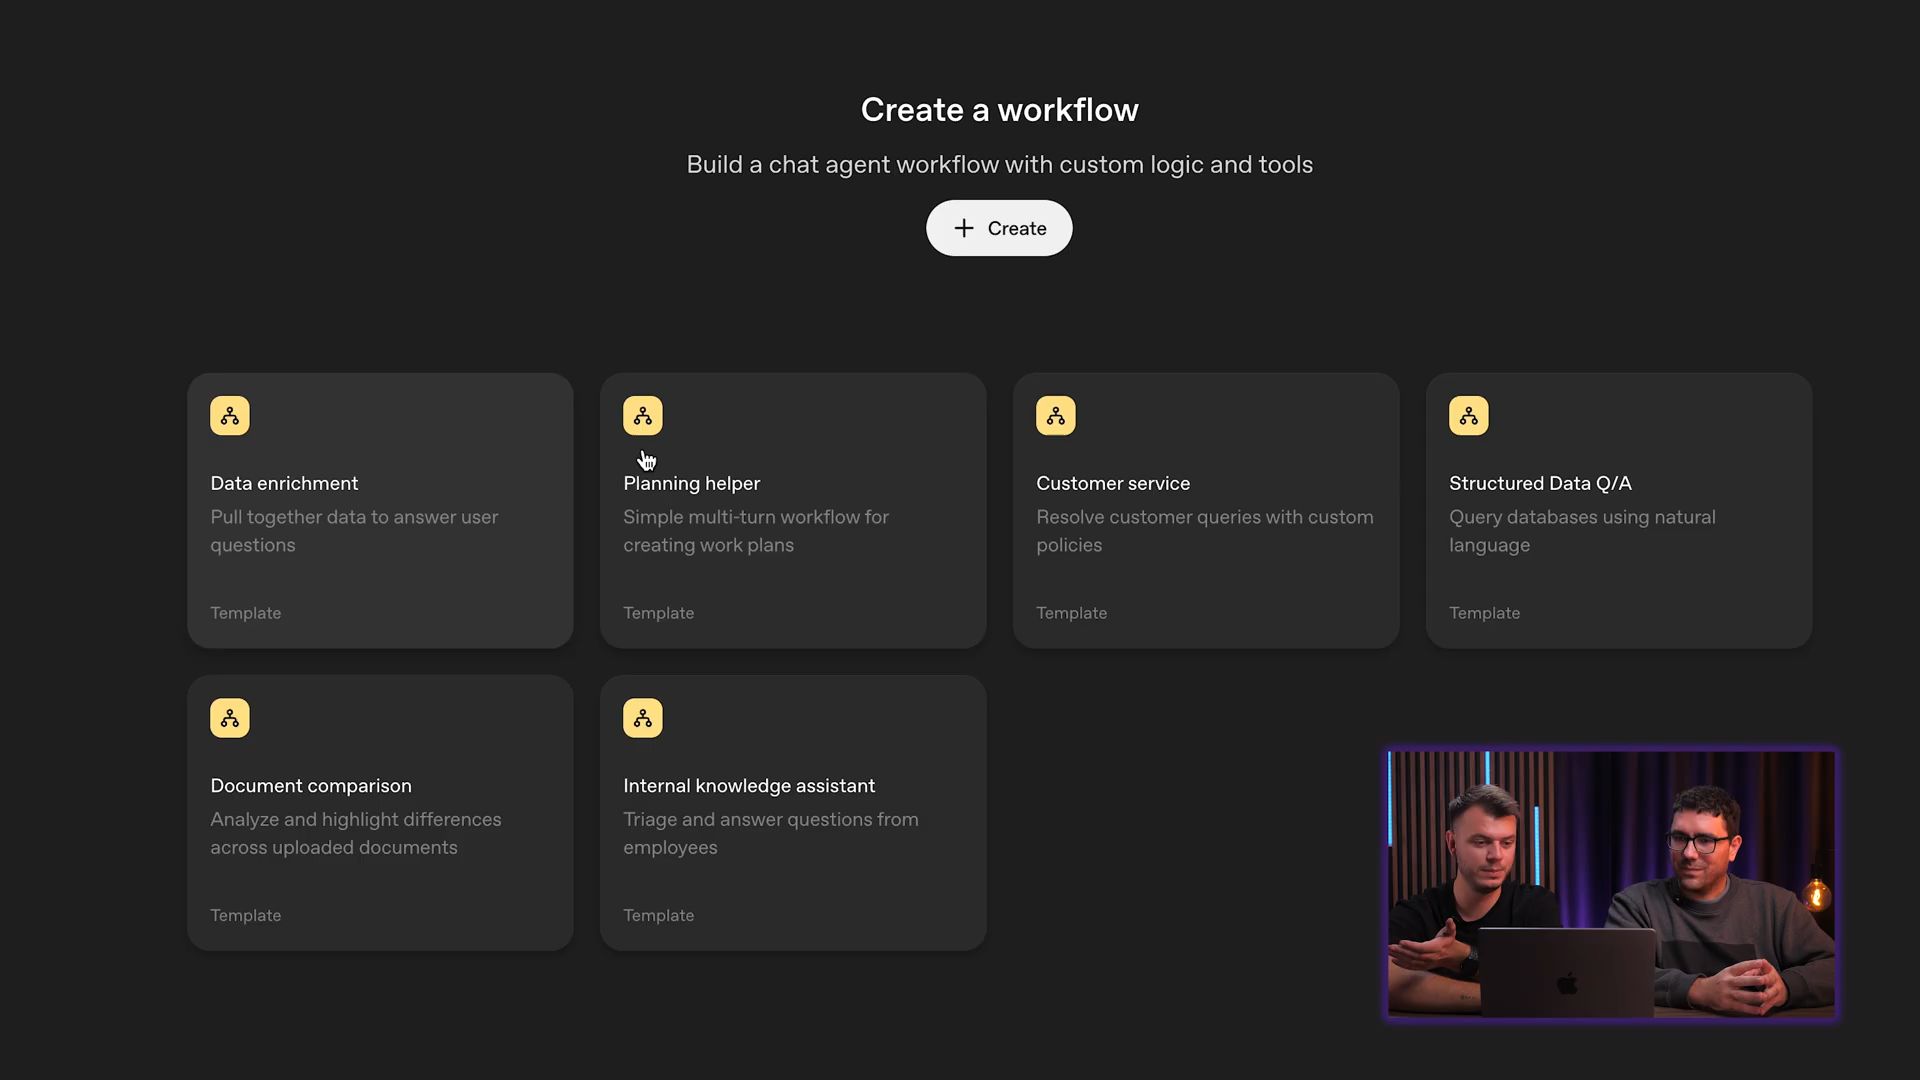 Create a workflow
Build a chat agent workflow with custom logic and tools
Create
Data enrichment
Pull together data to answer user
questions
Template
Planning helper
Simple multi-turn workflow for
creating work plans
Template
Customer service
Resolve customer queries with custom
policies
Template
Structured Data Q/A
Query databases using natural
language
Template
Document comparison
Analyze and highlight differences
across uploaded documents
Template
Internal knowledge assistant
Triage and answer questions from
employees
Template